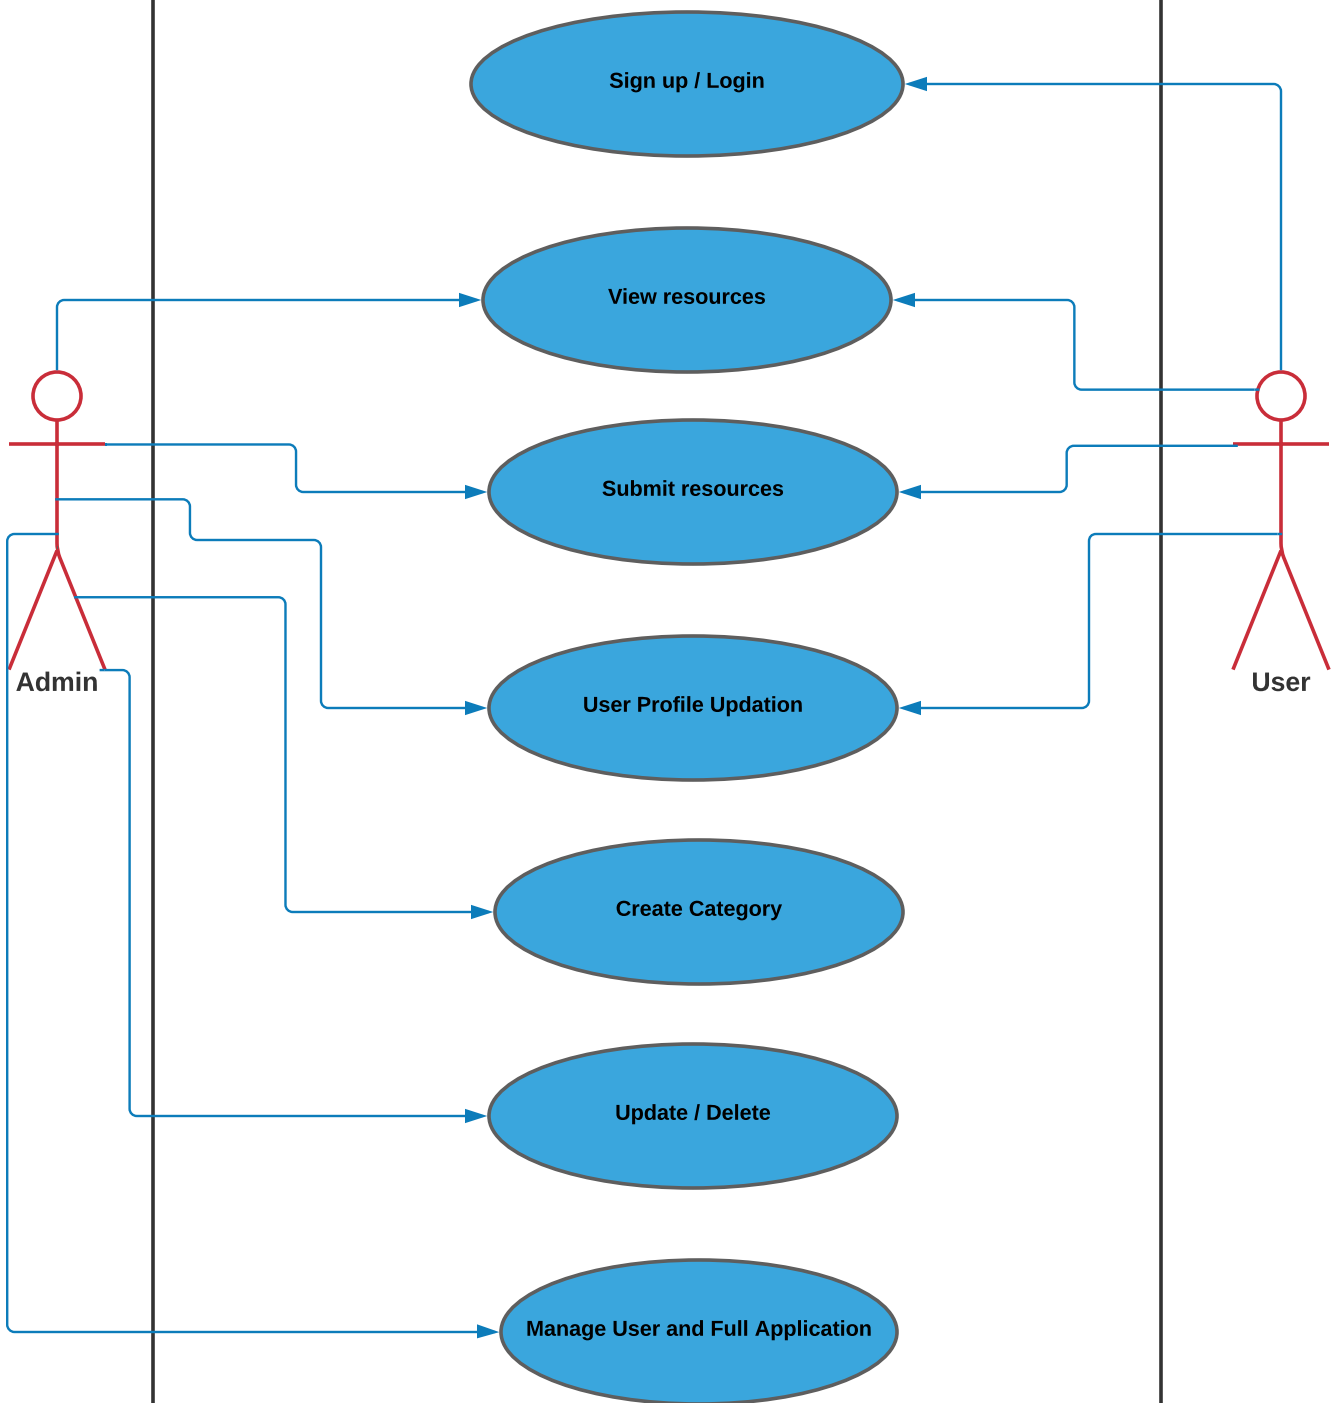 Sign up / Login
View resources
Submit resources
Admin
User
User Profile Updation
Create Category
Update / Delete
Manage User and Full Application